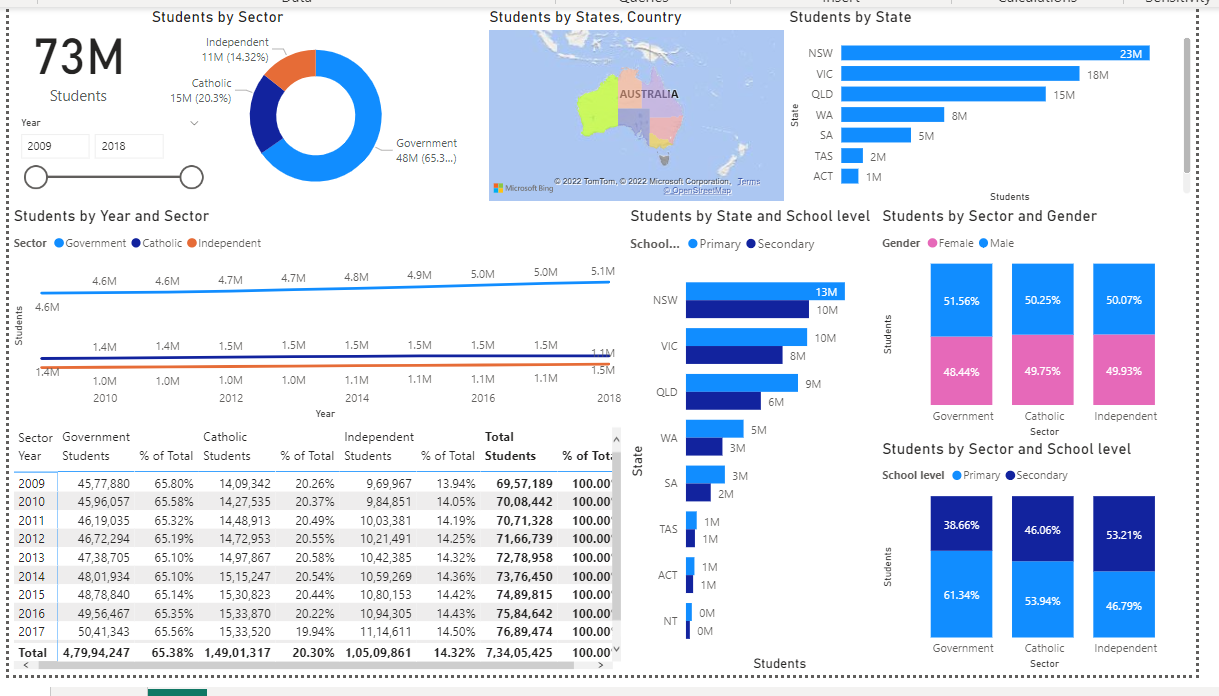 Data Queries Insert Calculations Sensitivity
Students by Sector
73M
Students
Year
2009 2018
Independent
11M (14.32%)
Catholic
15M (20.3%)
Government
48M (65.3...)
Students by States, Country
AUSTRALIA
Microsoft Bing
© 2022 TomTom, © 2022 Microsoft Corporation, Terms
© OpenStreetMap
Students by State
State
NSW 23M
VIC 18M
QLD 15M
WA 8M
SA 5M
TAS 2M
ACT 1M
Students
Students by Year and Sector
Sector Government Catholic Independent
Students
4.6M 4.6M 4.6M 4.7M 4.7M 4.8M 4.9M 5.0M 5.0M 5.1M
1.4M 1.4M 1.4M 1.5M 1.5M 1.5M 1.5M 1.5M 1.5M 1.5M
1.0M 1.0M 1.0M 1.0M 1.1M 1.1M 1.1M 1.1M 1.1M
2010 2012 2014 2016 2018
Year
Sector Government Catholic Independent Total
Year Students % of Total Students % of Total Students % of Total Students % of Tota
2009 45,77,880 65.80% 14,09,342 20.26% 9,69,967 13.94% 69,57,189 100.00
2010 45,96,057 65.58% 14,27,535 20.37% 9,84,851 14.05% 70,08,442 100.00
2011 46,19,035 65.32% 14,48,913 20.49% 10,03,381 14.19% 70,71,328 100.00
2012 46,72,294 65.19% 14,72,953 20.55% 10,21,491 14.25% 71,66,739 100.00
2013 47,38,705 65.10% 14,97,867 20.58% 10,42,385 14.32% 72,78,958 100.00
2014 48,01,934 65.10% 15,15,247 20.54% 10,59,269 14.36% 73,76,450 100.00
2015 48,78,840 65.14% 15,30,823 20.44% 10,80,153 14.42% 74,89,815 100.00
2016 49,56,467 65.35% 15,33,870 20.22% 10,94,305 14.43% 75,84,642 100.00
2017 50,41,343 65.56% 15,33,520 19.94% 11,14,611 14.50% 76,89,474 100.00
Total 4,79,94,247 65.38% 1,49,01,317 20.30% 1,05,09,861 14.32% 7,34,05,425 100.00
Students by State and School level
School... Primary Secondary
State
NSW 13M
10M
VIC 10M
8M
QLD 9M
6M
WA 5M
3M
SA 3M
2M
TAS 1M
1M
ACT 1M
1M
NT 0M
0M
Students
Students by Sector and Gender
Gender Female Male
Students
51.56% 50.25% 50.07%
48.44% 49.75% 49.93%
Government Catholic Independent
Sector
Students by Sector and School level
School level Primary Secondary
Students
38.66% 46.06% 53.21%
61.34% 53.94% 46.79%
Government Catholic Independent
Sector